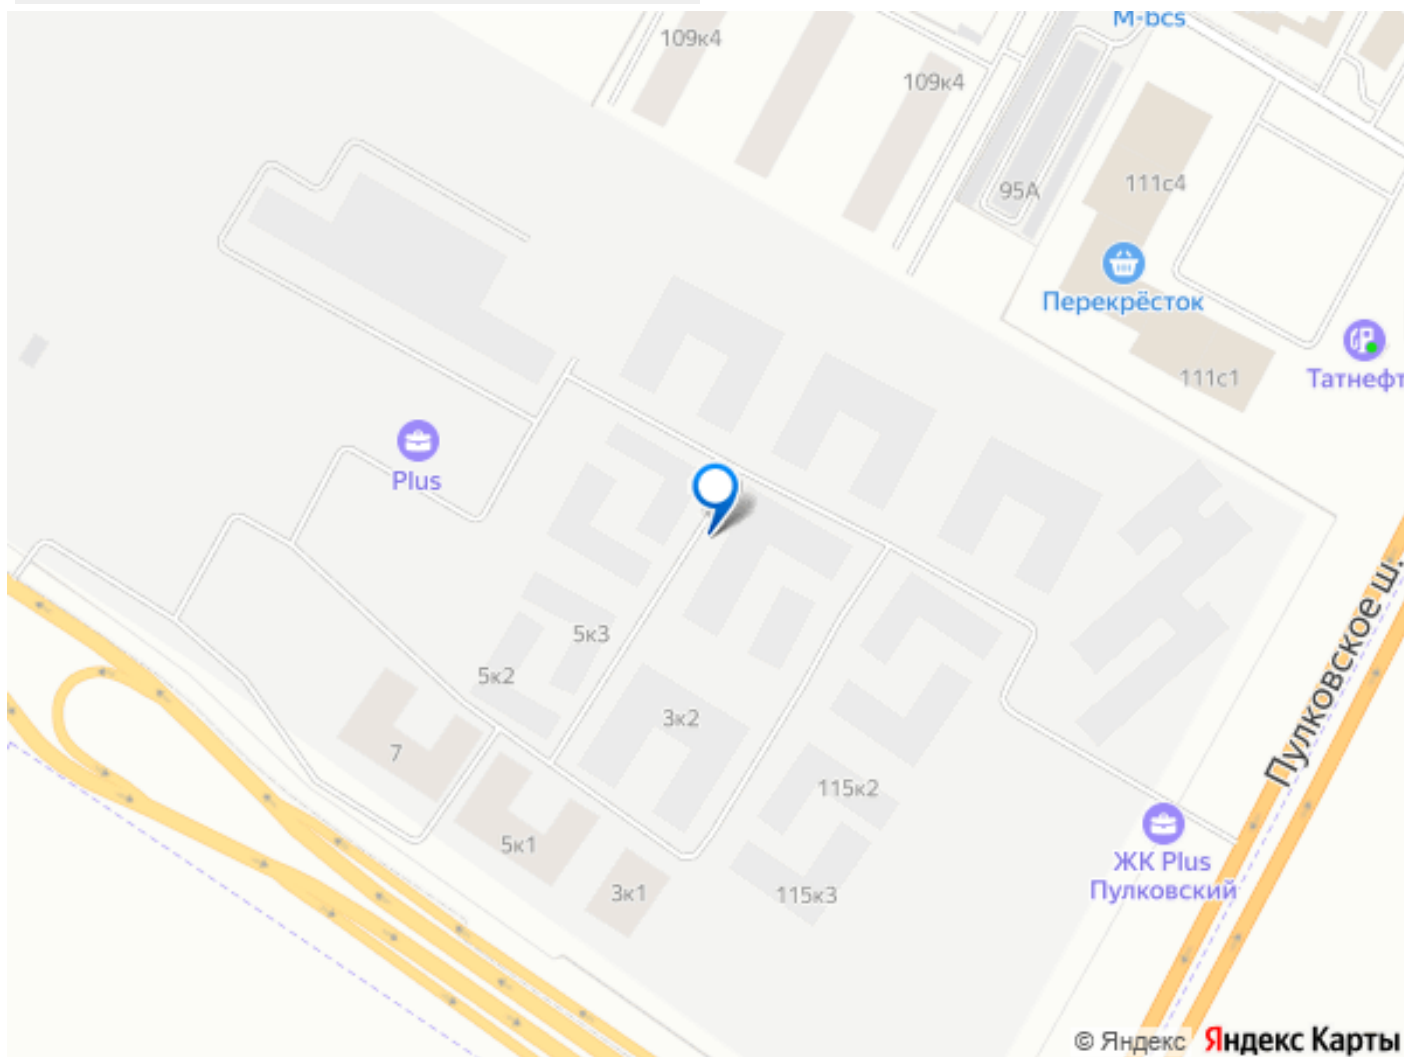 M-bcs
109к4
109к4
95А
111с4
Перекрёсток
111с1
Татнефт
Plus
5к3
5к2
3к2
7
115к2
5к1
3к1
115к3
Пулковское ш.
ЖК Plus
Пулковский
© Яндекс Яндекс Карты